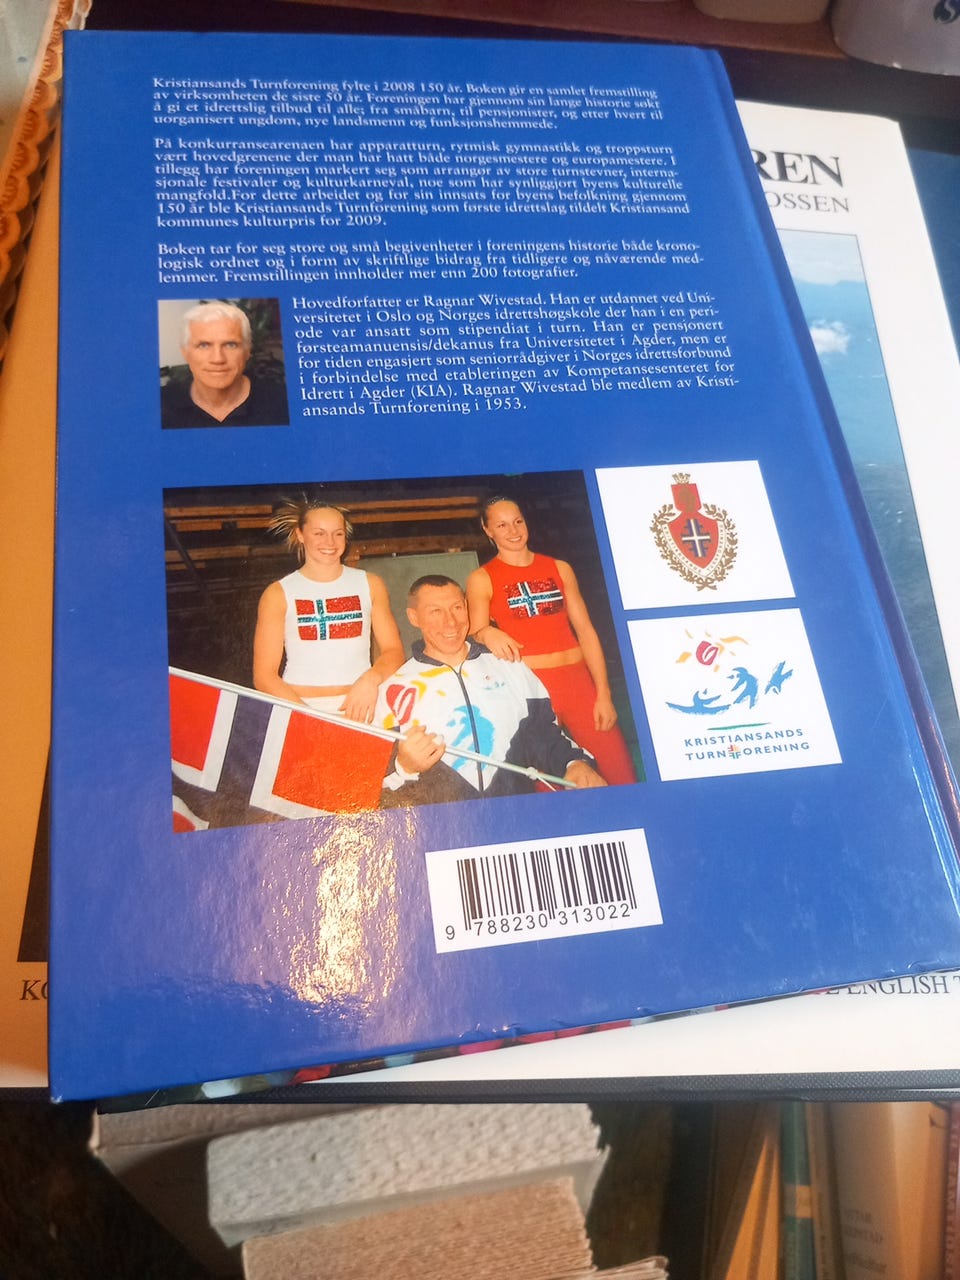 Kristiansands Turnforening fylte i 2008 150 år. Boken gir en samlet fremstilling
av virksomheten de siste 50 år. Foreningen har gjennom sin lange historie søkt
å gi et idrettslig tilbud til alle; fra småbarn, til pensjonister, og etter hvert til
uorganisert ungdom, nye landsmenn og funksjonshemmede.
På konkurransearenaen har apparatturn, rytmisk gymnastikk og troppsturn
vært hovedgrenene der man har hatt både norgesmestere og europamestere. I
tillegg har foreningen markert seg som arrangør av store turnstevner, interna-
sjonale festivaler og kulturkarneval, noe som har synliggjort byens kulturelle
mangfold.For dette arbeidet og for sin innsats for byens befolkning gjennom
150 år ble Kristiansands Turnforening som første idrettslag tildelt Kristiansand
kommunes kulturpris for 2009.
Boken tar for seg store og små begivenheter i foreningens historie både krono-
logisk ordnet og i form av skriftlige bidrag fra tidligere og nåværende med-
lemmer. Fremstillingen innholder mer enn 200 fotografier.
Hovedforfatter er Ragnar Wivestad. Han er utdannet ved Uni-
versitetet i Oslo og Norges idrettshøgskole der han i en peri-
ode var ansatt som stipendiat i turn. Han er pensjonert
førsteamanuensis/dekanus fra Universitetet i Agder, men er
for tiden engasjert som seniorrådgiver i Norges idrettsforbund
i forbindelse med etableringen av Kompetansesenteret for
Idrett i Agder (KIA). Ragnar Wivestad ble medlem av Kristi-
ansands Turnforening i 1953.
KRISTIANSANDS
TURNFORENING
9 788230 313022
REN
OSSEN
ENGLISH